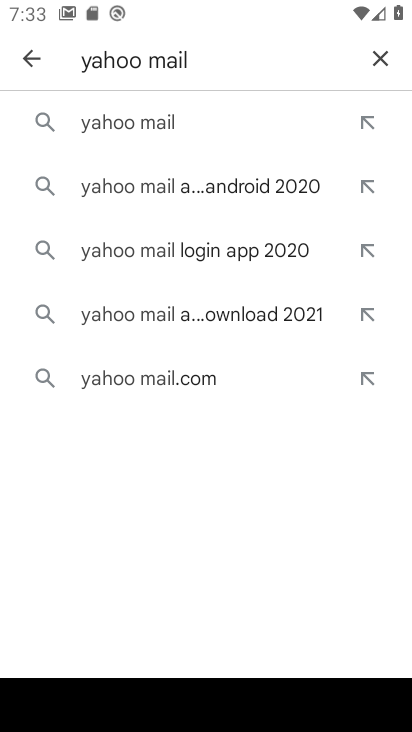 7:33
yahoo mail
yahoo mail
yahoo mail a...android 2020
yahoo mail login app 2020
yahoo mail a...ownload 2021
yahoo mail.com